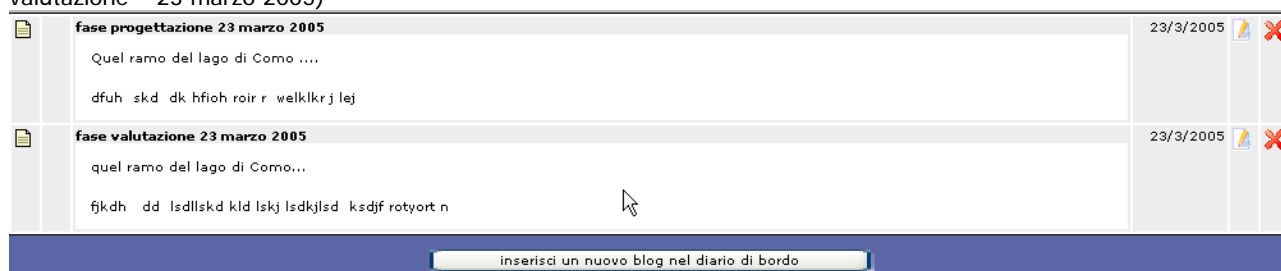 valutazione – 23 marzo 2005)
fase progettazione 23 marzo 2005 23/3/2005
Quel ramo del lago di Como ....
dfuh skd dk hfioh roir r welklkr j lej
fase valutazione 23 marzo 2005 23/3/2005
quel ramo del lago di Como...
fjkdh dd lsdllskd kld lskj lsdkjlsd ksdjf rotyort n
inserisci un nuovo blog nel diario di bordo